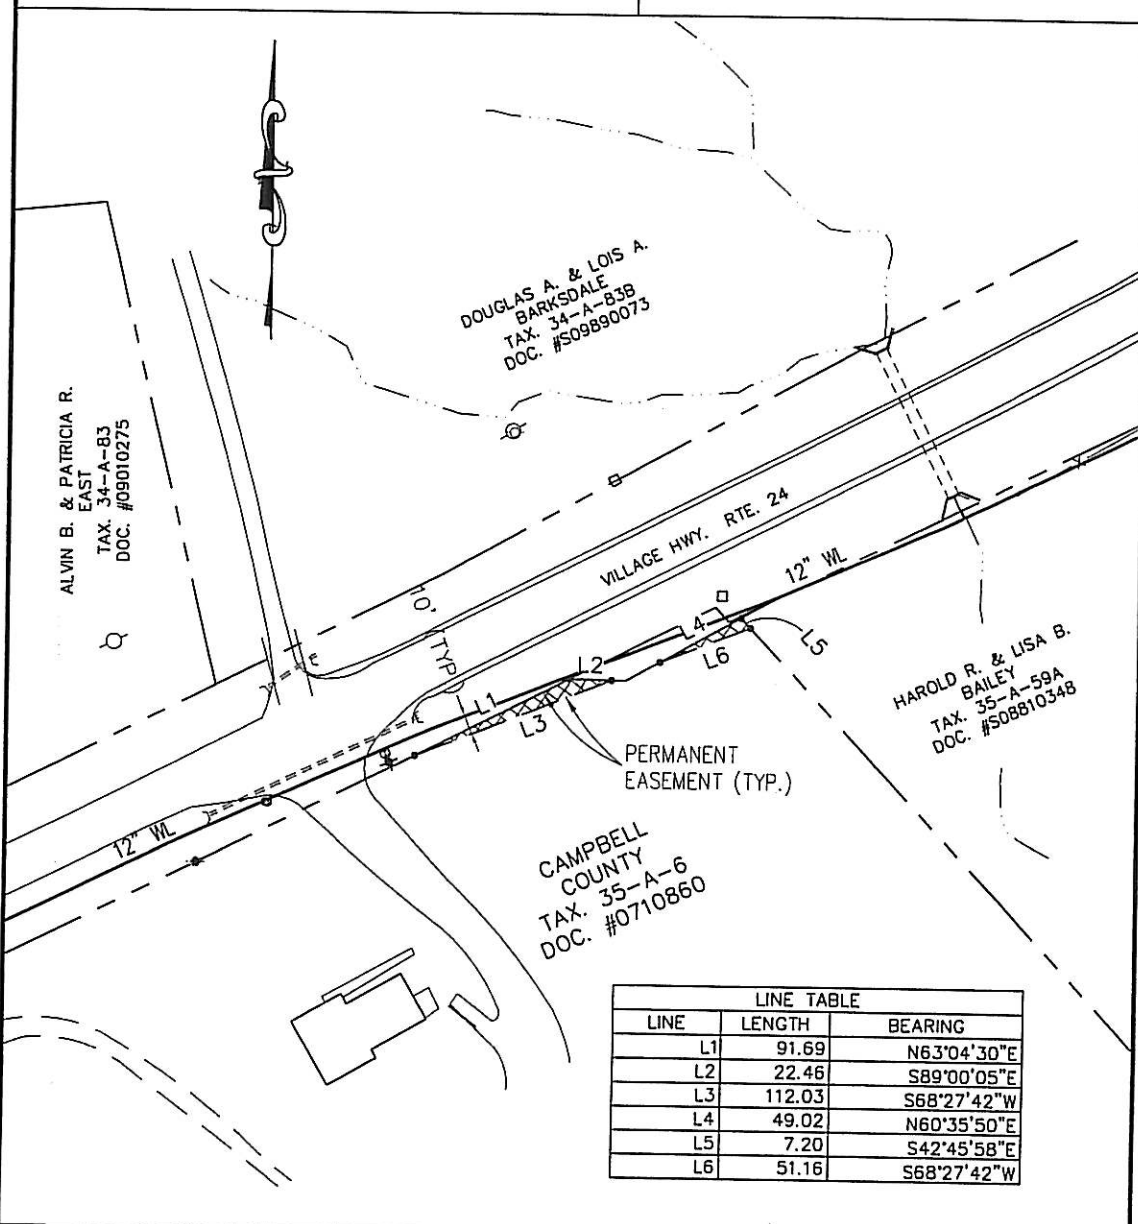 DOUGLAS A. & LOIS A.
BARKSDALE
TAX. 34-A-83B
DOC. #S09890073
ALVIN B. & PATRICIA R.
EAST
TAX. 34-A-83
DOC. #09010275
VILLAGE HWY. RTE. 24
10'
TYP.
12" WL
L1
L2
L3
L4
L5
L6
HAROLD R. & LISA B.
BAILEY
TAX. 35-A-59A
DOC. #S08810348
PERMANENT
EASEMENT (TYP.)
12" WL
CAMPBELL
COUNTY
TAX. 35-A-6
DOC. #0710860
LINE TABLE
LINE LENGTH BEARING
L1 91.69 N63°04'30"E
L2 22.46 S89°00'05"E
L3 112.03 S68°27'42"W
L4 49.02 N60°35'50"E
L5 7.20 S42°45'58"E
L6 51.16 S68°27'42"W